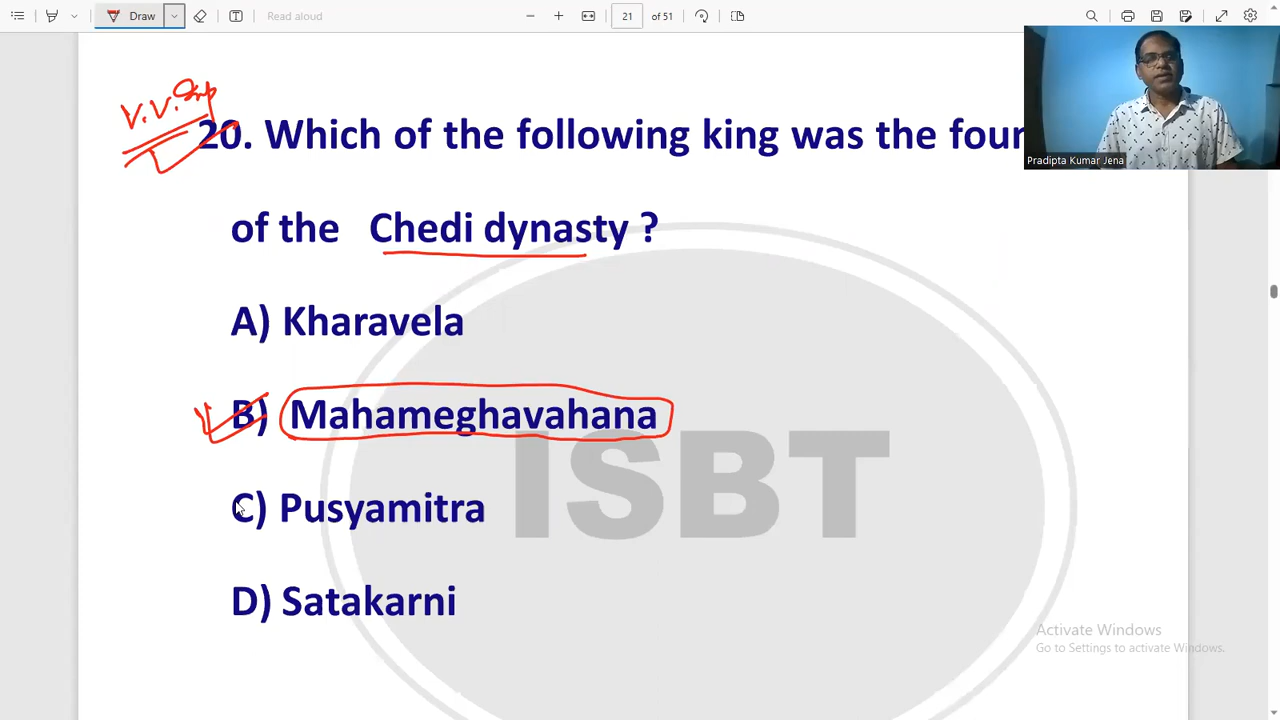 Draw
Read aloud
21 of 51
Pradipta Kumar Jena
V.V. Imp
20. Which of the following king was the foun
of the Chedi dynasty ?
A) Kharavela
B) Mahameghavahana
C) Pusyamitra
D) Satakarni
ISBT
Activate Windows
Go to Settings to activate Windows.